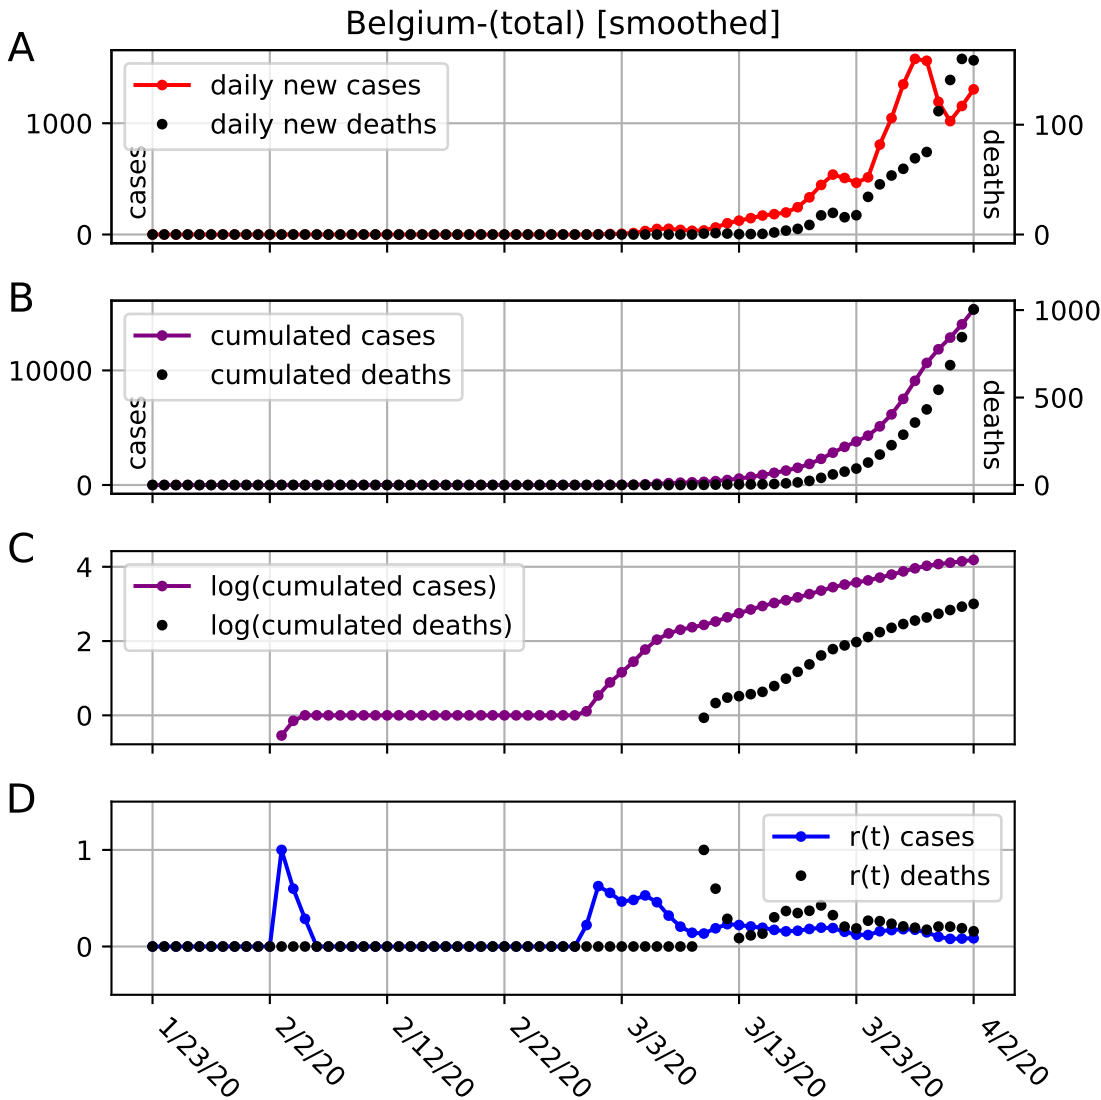 Belgium-(total) [smoothed]
A
daily new cases
daily new deaths
1000
0
cases
100
0
deaths
B
cumulated cases
cumulated deaths
10000
0
cases
1000
500
0
deaths
C
log(cumulated cases)
log(cumulated deaths)
4
2
0
D
r(t) cases
r(t) deaths
1
0
1/23/20
2/2/20
2/12/20
2/22/20
3/3/20
3/13/20
3/23/20
4/2/20